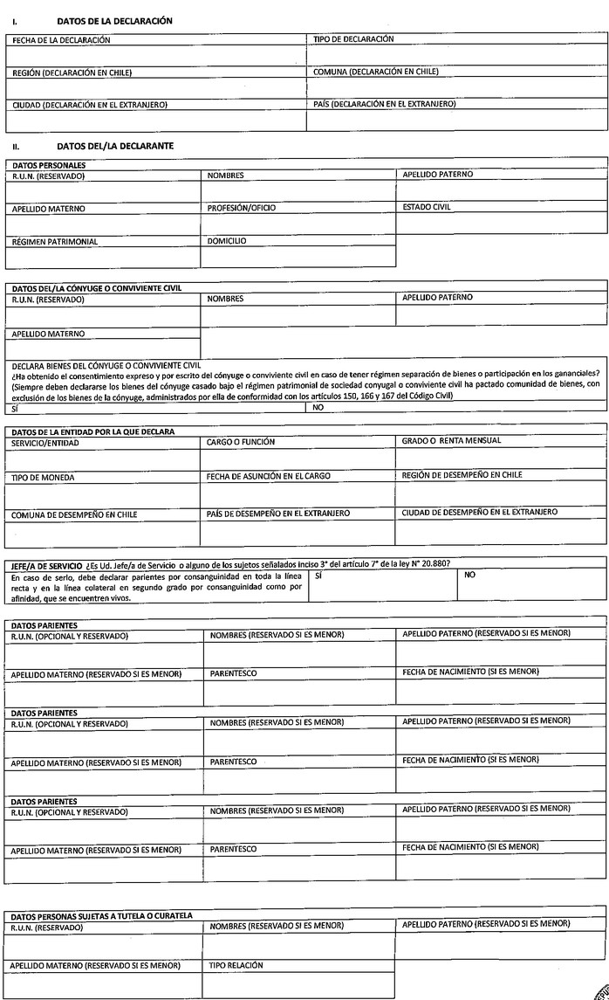 I. DATOS DE LA DECLARACIÓN
FECHA DE LA DECLARACIÓN TIPO DE DECLARACIÓN
REGIÓN (DECLARACIÓN EN CHILE) COMUNA (DECLARACIÓN EN CHILE)
CIUDAD (DECLARACIÓN EN EL EXTRANJERO) PAÍS (DECLARACIÓN EN EL EXTRANJERO)
II. DATOS DEL/LA DECLARANTE
DATOS PERSONALES
R.U.N. (RESERVADO) NOMBRES APELLIDO PATERNO
APELLIDO MATERNO PROFESIÓN/OFICIO ESTADO CIVIL
RÉGIMEN PATRIMONIAL DOMICILIO
DATOS DEL/LA CÓNYUGE O CONVIVIENTE CIVIL
R.U.N. (RESERVADO) NOMBRES APELLIDO PATERNO
APELLIDO MATERNO
DECLARA BIENES DEL CÓNYUGE O CONVIVIENTE CIVIL
¿Ha obtenido el consentimiento expreso y por escrito del cónyuge o conviviente civil en caso de tener régimen separación de bienes o participación en los gananciales?
(Siempre deben declararse los bienes del cónyuge casado bajo el régimen patrimonial de sociedad conyugal o conviviente civil ha pactado comunidad de bienes, con
exclusión de los bienes de la cónyuge, administrados por ella de conformidad con los artículos 150, 166 y 167 del Código Civil)
SÍ NO
DATOS DE LA ENTIDAD POR LA QUE DECLARA
SERVICIO/ENTIDAD CARGO O FUNCIÓN GRADO O RENTA MENSUAL
TIPO DE MONEDA FECHA DE ASUNCIÓN EN EL CARGO REGIÓN DE DESEMPEÑO EN CHILE
COMUNA DE DESEMPEÑO EN CHILE PAÍS DE DESEMPEÑO EN EL EXTRANJERO CIUDAD DE DESEMPEÑO EN EL EXTRANJERO
JEFE/A DE SERVICIO ¿Es Ud. Jefe/a de Servicio o alguno de los sujetos señalados inciso 3° del artículo 7° de la ley N° 20.880?
En caso de serlo, debe declarar parientes por consanguinidad en toda la línea SÍ NO
recta y en la línea colateral en segundo grado por consanguinidad como por
afinidad, que se encuentren vivos.
DATOS PARIENTES
R.U.N. (OPCIONAL Y RESERVADO) NOMBRES (RESERVADO SI ES MENOR) APELLIDO PATERNO (RESERVADO SI ES MENOR)
APELLIDO MATERNO (RESERVADO SI ES MENOR) PARENTESCO FECHA DE NACIMIENTO (SI ES MENOR)
DATOS PARIENTES
R.U.N. (OPCIONAL Y RESERVADO) NOMBRES (RESERVADO SI ES MENOR) APELLIDO PATERNO (RESERVADO SI ES MENOR)
APELLIDO MATERNO (RESERVADO SI ES MENOR) PARENTESCO FECHA DE NACIMIENTO (SI ES MENOR)
DATOS PARIENTES
R.U.N. (OPCIONAL Y RESERVADO) NOMBRES (RESERVADO SI ES MENOR) APELLIDO PATERNO (RESERVADO SI ES MENOR)
APELLIDO MATERNO (RESERVADO SI ES MENOR) PARENTESCO FECHA DE NACIMIENTO (SI ES MENOR)
DATOS PERSONAS SUJETAS A TUTELA O CURATELA
R.U.N. (RESERVADO) NOMBRES (RESERVADO SI ES MENOR) APELLIDO PATERNO (RESERVADO SI ES MENOR)
APELLIDO MATERNO (RESERVADO SI ES MENOR) TIPO RELACIÓN